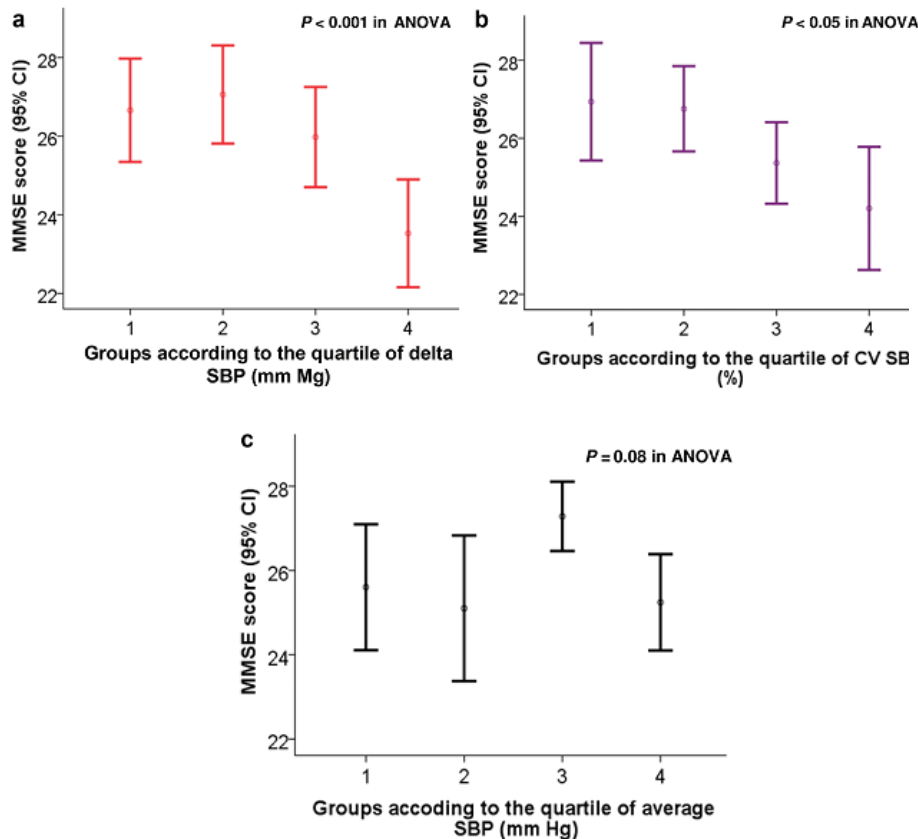 a
P < 0.001 in ANOVA
MMSE score (95% CI)
28
26
24
22
1 2 3 4
Groups according to the quartile of delta
SBP (mm Mg)
b
P < 0.05 in ANOVA
MMSE score (95% CI)
28
26
24
22
1 2 3 4
Groups according to the quartile of CV SB
(%)
c
P = 0.08 in ANOVA
MMSE score (95% CI)
28
26
24
22
1 2 3 4
Groups accoding to the quartile of average
SBP (mm Hg)